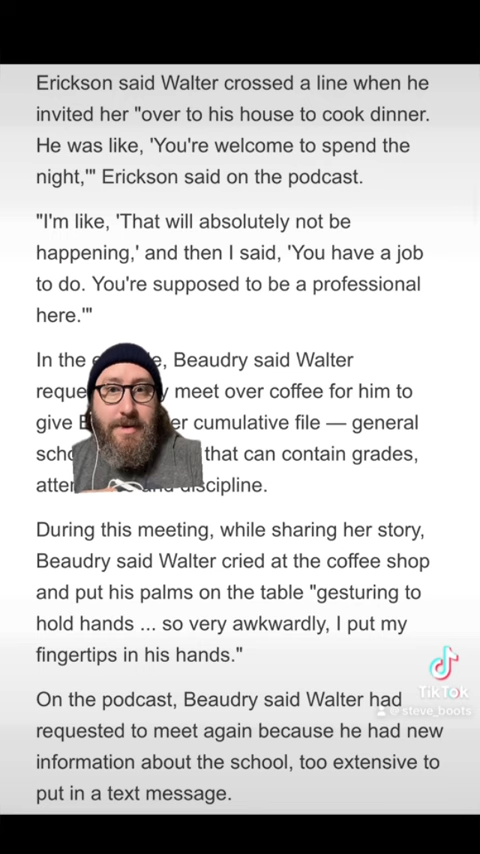 Erickson said Walter crossed a line when he
invited her "over to his house to cook dinner.
He was like, 'You're welcome to spend the
night,'" Erickson said on the podcast.
"I'm like, 'That will absolutely not be
happening,' and then I said, 'You have a job
to do. You're supposed to be a professional
here.'"
In the Beaudry said Walter
meet over coffee for him to
give cumulative file — general
that can contain grades,
discipline.
During this meeting, while sharing her story,
Beaudry said Walter cried at the coffee shop
and put his palms on the table "gesturing to
hold hands ... so very awkwardly, I put my
fingertips in his hands."
On the podcast, Beaudry said Walter had
requested to meet again because he had new
information about the school, too extensive to
put in a text message.
TikTok
@steve_boots